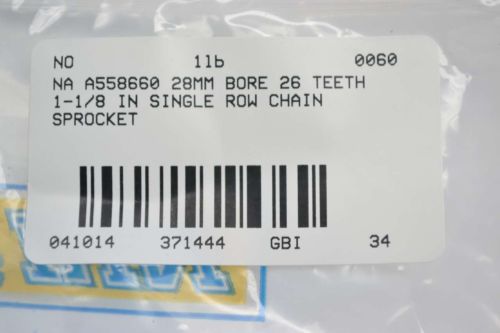 NO 1lb 0060
NA A558660 28MM BORE 26 TEETH
1-1/8 IN SINGLE ROW CHAIN
SPROCKET
041014 371444 GBI 34